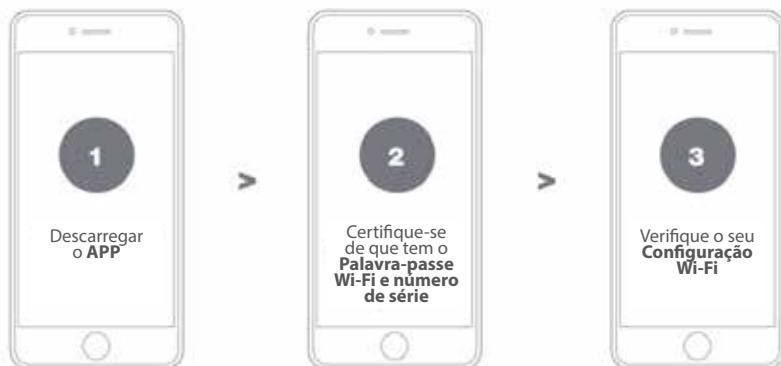 1
Descarregar
o APP
>
2
Certifique-se
de que tem o
Palavra-passe
Wi-Fi e número
de série
>
3
Verifique o seu
Configuração
Wi-Fi